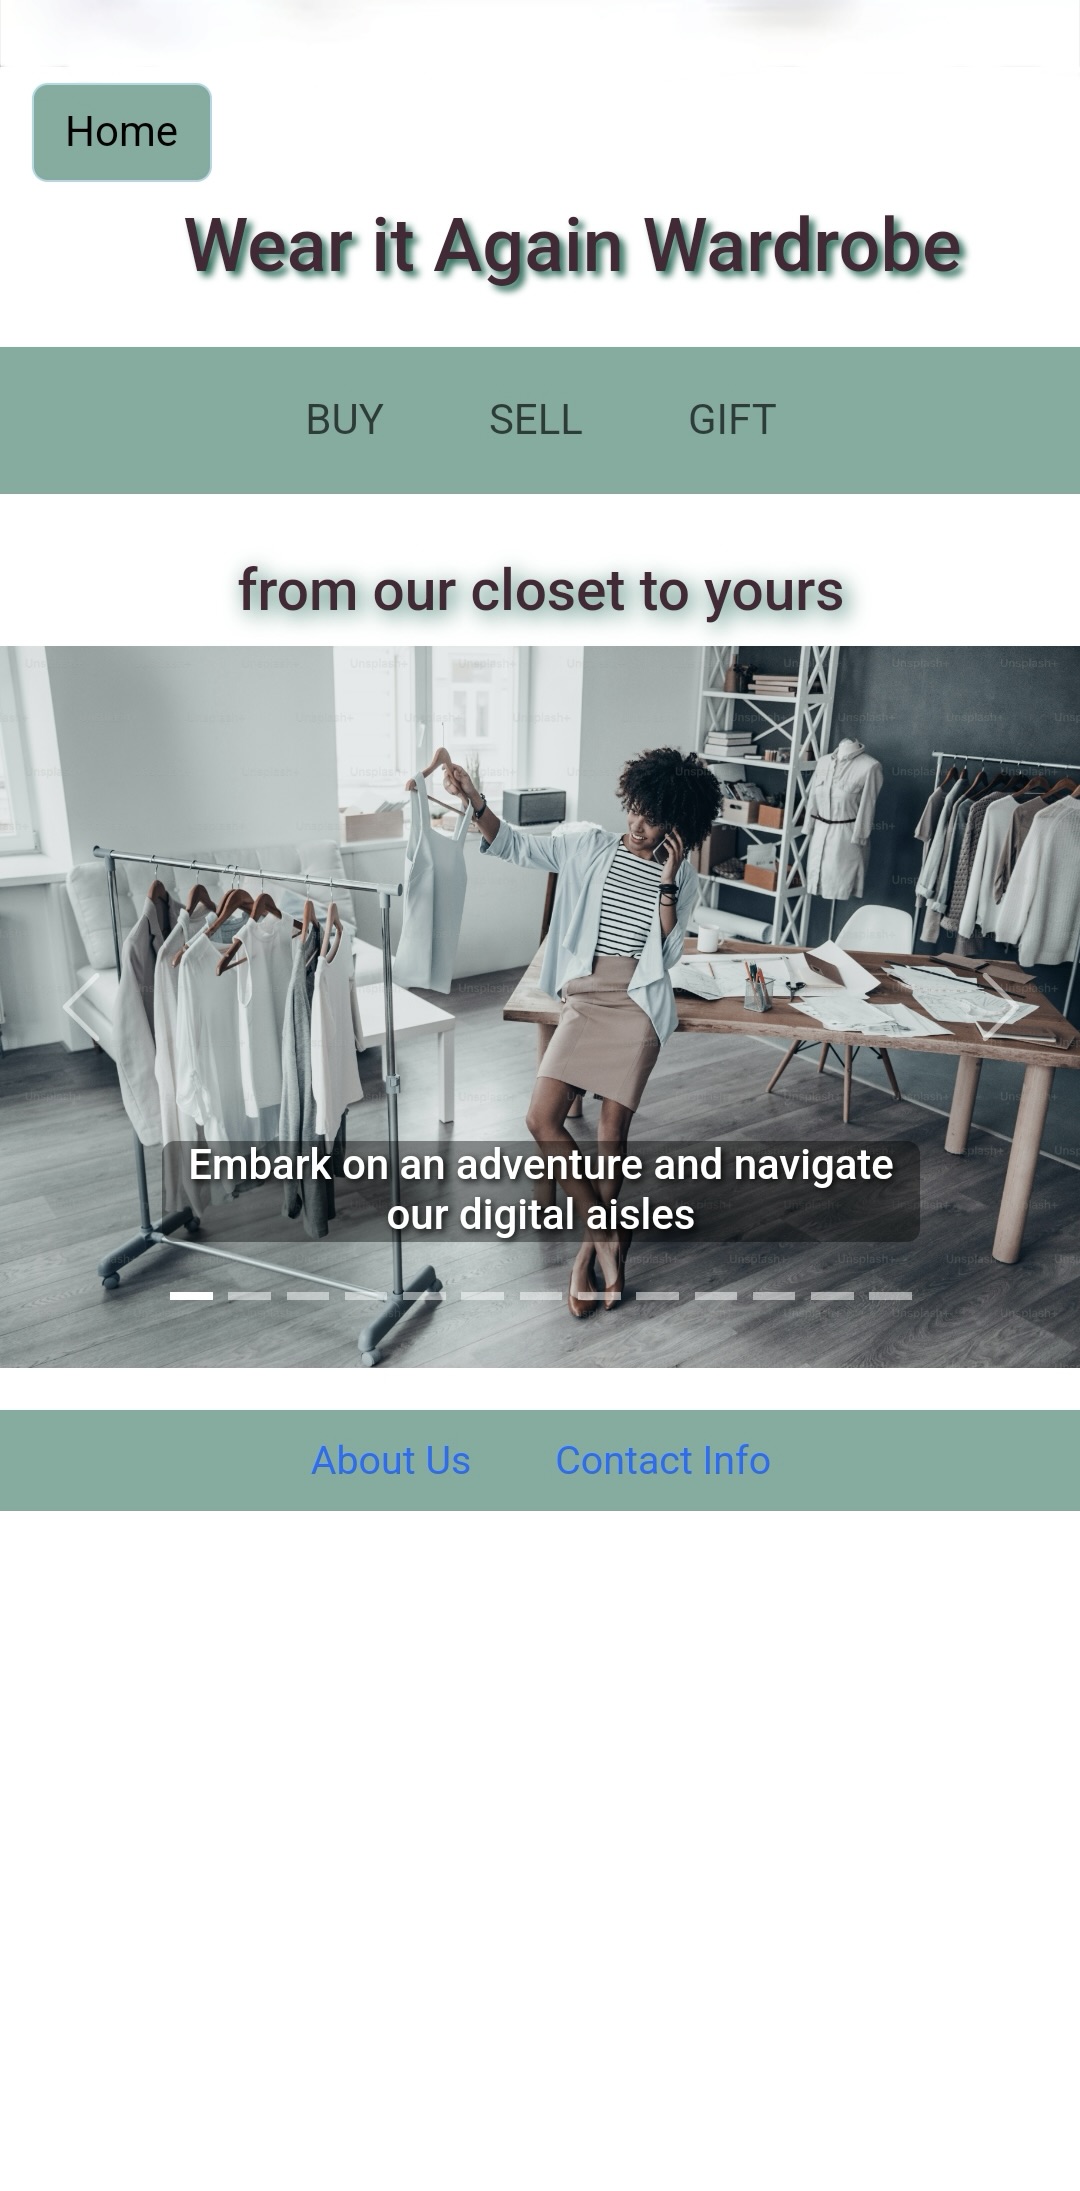 Home
Wear it Again Wardrobe
BUY SELL GIFT
from our closet to yours
Unsplash+
Embark on an adventure and navigate
our digital aisles
About Us Contact Info